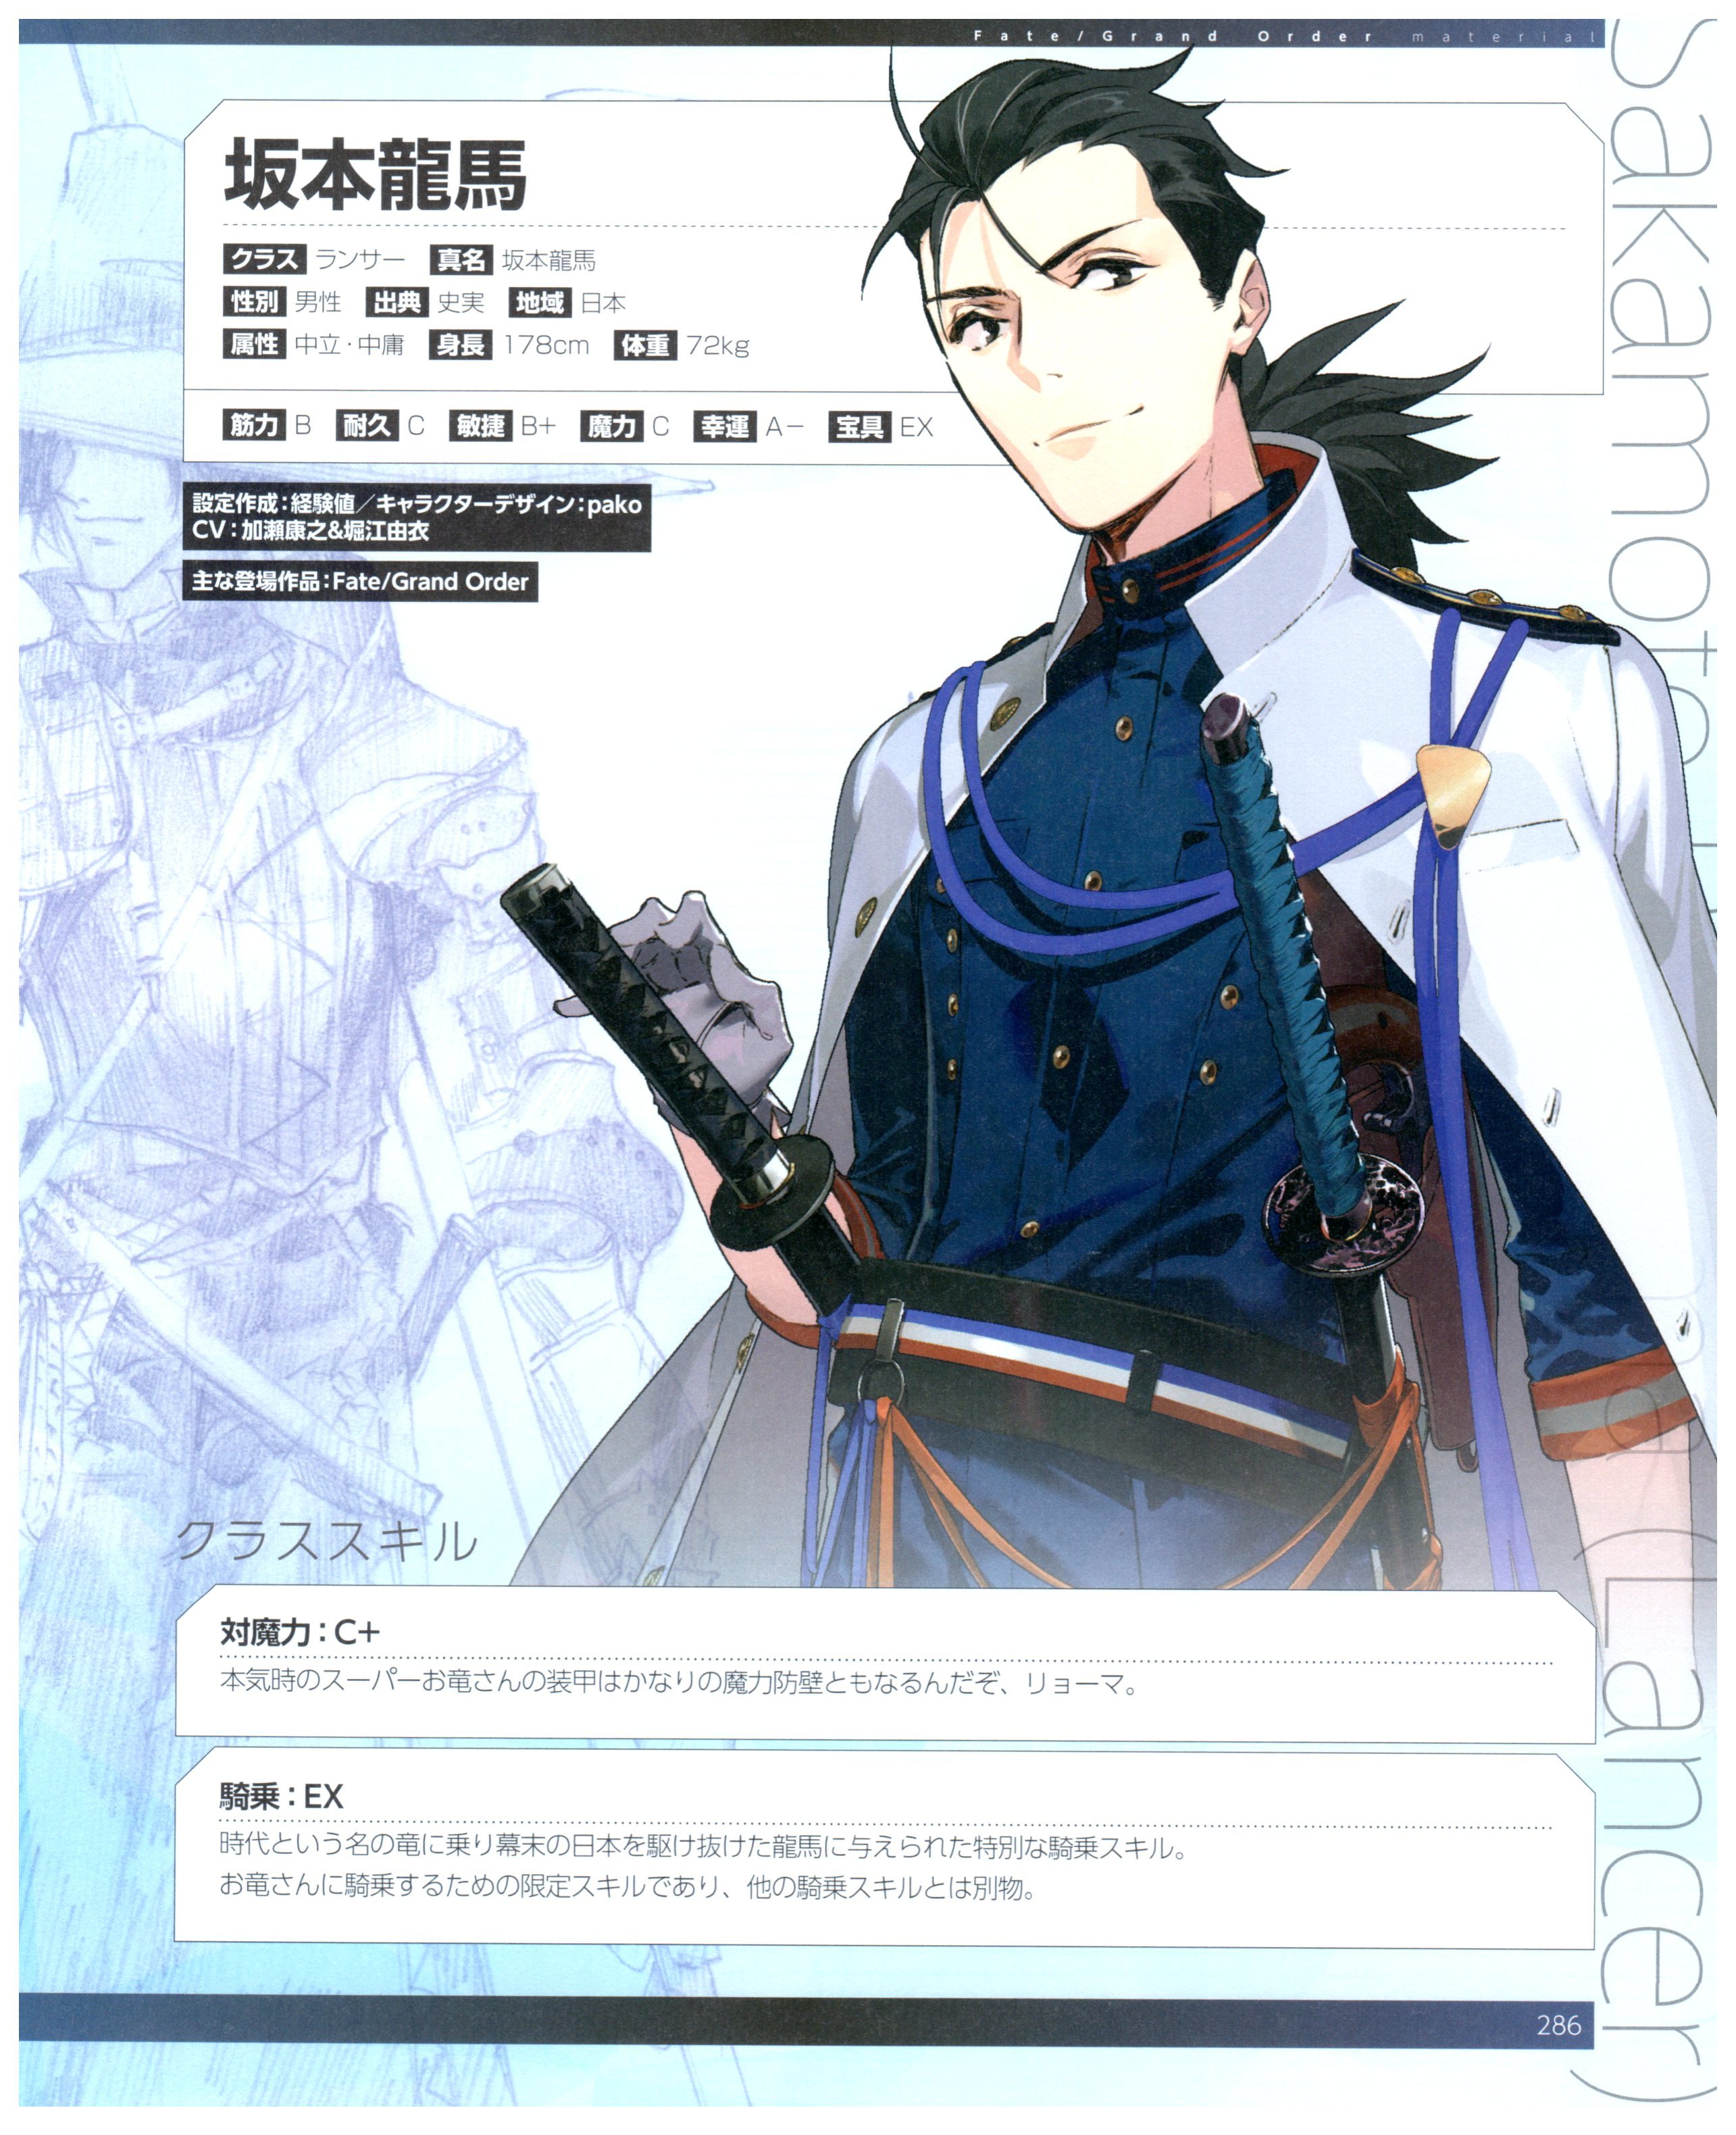 Fate/Grand Order material
坂本龍馬
クラス ランサー 真名 坂本龍馬
性別 男性 出典 史実 地域 日本
属性 中立・中庸 身長 178cm 体重 72kg
筋力 B 耐久 C 敏捷 B+ 魔力 C 幸運 A− 宝具 EX
設定作成：経験値／キャラクターデザイン：pako
CV：加瀬康之&堀江由衣
主な登場作品：Fate/Grand Order
クラススキル
対魔力：C+
本気時のスーパーお竜さんの装甲はかなりの魔力防壁ともなるんだぞ、リョーマ。
騎乗：EX
時代という名の竜に乗り幕末の日本を駆け抜けた龍馬に与えられた特別な騎乗スキル。
お竜さんに騎乗するための限定スキルであり、他の騎乗スキルとは別物。
286
Sakamoto (Lancer)